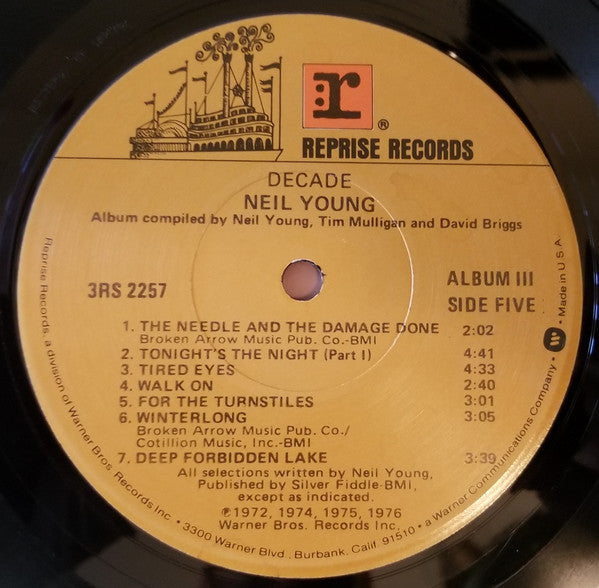 r
®
REPRISE RECORDS
DECADE
NEIL YOUNG
Album compiled by Neil Young, Tim Mulligan and David Briggs
3RS 2257
ALBUM III
SIDE FIVE
1. THE NEEDLE AND THE DAMAGE DONE 2:02
Broken Arrow Music Pub. Co.-BMI
2. TONIGHT'S THE NIGHT (Part I) 4:41
3. TIRED EYES 4:33
4. WALK ON 2:40
5. FOR THE TURNSTILES 3:01
6. WINTERLONG 3:05
Broken Arrow Music Pub. Co./
Cotillion Music, Inc.-BMI
7. DEEP FORBIDDEN LAKE 3:39
All selections written by Neil Young,
Published by Silver Fiddle-BMI,
except as indicated.
℗1972, 1974, 1975, 1976
Warner Bros. Records Inc.
Reprise Records, a division of Warner Bros. Records Inc. • 3300 Warner Blvd., Burbank, Calif. 91510 • a Warner Communications Company • W • Made in U.S.A.